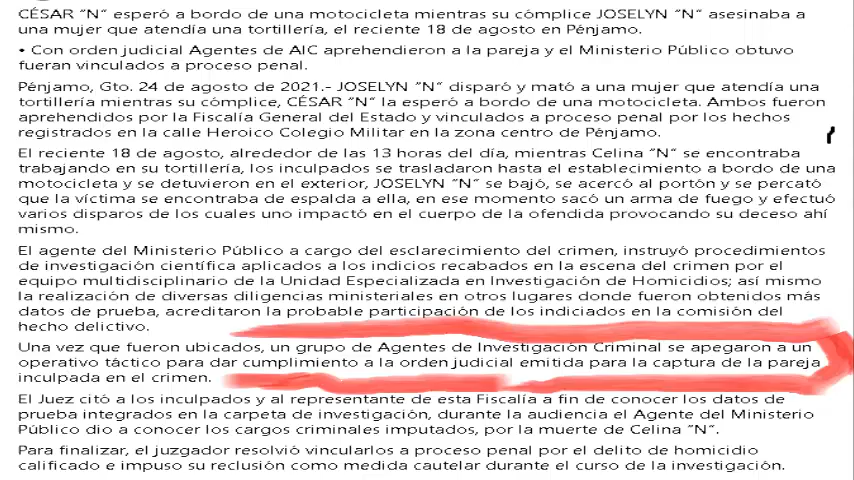 CÉSAR “N” esperó a bordo de una motocicleta mientras su cómplice JOSELYN “N” asesinaba a
una mujer que atendía una tortillería, el reciente 18 de agosto en Pénjamo.
• Con orden judicial Agentes de AIC aprehendieron a la pareja y el Ministerio Público obtuvo
fueran vinculados a proceso penal.
Pénjamo, Gto. 24 de agosto de 2021.- JOSELYN “N” disparó y mató a una mujer que atendía una
tortillería mientras su cómplice, CÉSAR “N” la esperó a bordo de una motocicleta. Ambos fueron
aprehendidos por la Fiscalía General del Estado y vinculados a proceso penal por los hechos
registrados en la calle Heroico Colegio Militar en la zona centro de Pénjamo.
El reciente 18 de agosto, alrededor de las 13 horas del día, mientras Celina “N” se encontraba
trabajando en su tortillería, los inculpados se trasladaron hasta el establecimiento a bordo de una
motocicleta y se detuvieron en el exterior, JOSELYN “N” se bajó, se acercó al portón y se percató
que la víctima se encontraba de espalda a ella, en ese momento sacó un arma de fuego y efectuó
varios disparos de los cuales uno impactó en el cuerpo de la ofendida provocando su deceso ahí
mismo.
El agente del Ministerio Público a cargo del esclarecimiento del crimen, instruyó procedimientos
de investigación científica aplicados a los indicios recabados en la escena del crimen por el
equipo multidisciplinario de la Unidad Especializada en Investigación de Homicidios; así mismo
la realización de diversas diligencias ministeriales en otros lugares donde fueron obtenidos más
datos de prueba, acreditaron la probable participación de los indiciados en la comisión del
hecho delictivo.
Una vez que fueron ubicados, un grupo de Agentes de Investigación Criminal se apegaron a un
operativo táctico para dar cumplimiento a la orden judicial emitida para la captura de la pareja
inculpada en el crimen.
El Juez citó a los inculpados y al representante de esta Fiscalía a fin de conocer los datos de
prueba integrados en la carpeta de investigación, durante la audiencia el Agente del Ministerio
Público dio a conocer los cargos criminales imputados, por la muerte de Celina “N”.
Para finalizar, el juzgador resolvió vincularlos a proceso penal por el delito de homicidio
calificado e impuso su reclusión como medida cautelar durante el curso de la investigación.